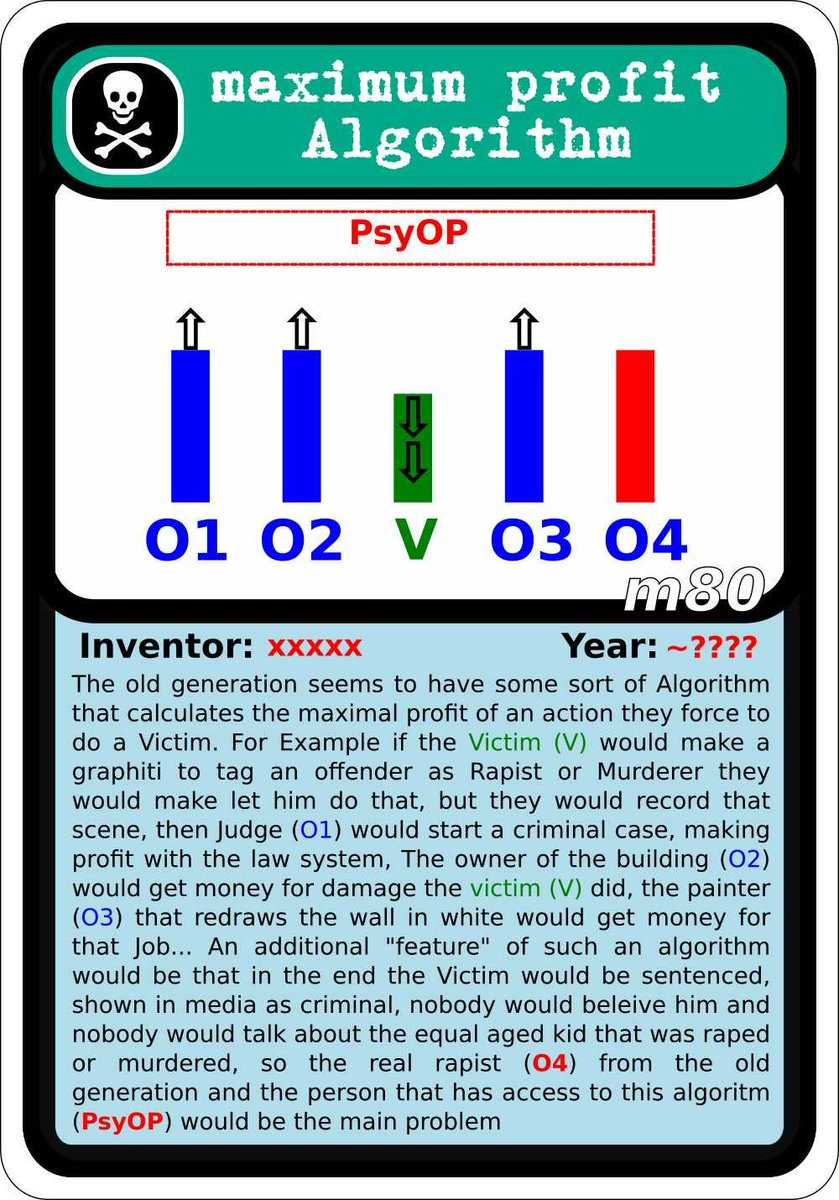 maximum profit
Algorithm
PsyOP
O1 O2 V O3 O4
m80
Inventor: xxxxx Year: ~????
The old generation seems to have some sort of Algorithm
that calculates the maximal profit of an action they force to
do a Victim. For Example if the Victim (V) would make a
graphiti to tag an offender as Rapist or Murderer they
would make let him do that, but they would record that
scene, then Judge (O1) would start a criminal case, making
profit with the law system, The owner of the building (O2)
would get money for damage the victim (V) did, the painter
(O3) that redraws the wall in white would get money for
that Job... An additional "feature" of such an algorithm
would be that in the end the Victim would be sentenced,
shown in media as criminal, nobody would beleive him and
nobody would talk about the equal aged kid that was raped
or murdered, so the real rapist (O4) from the old
generation and the person that has access to this algoritm
(PsyOP) would be the main problem